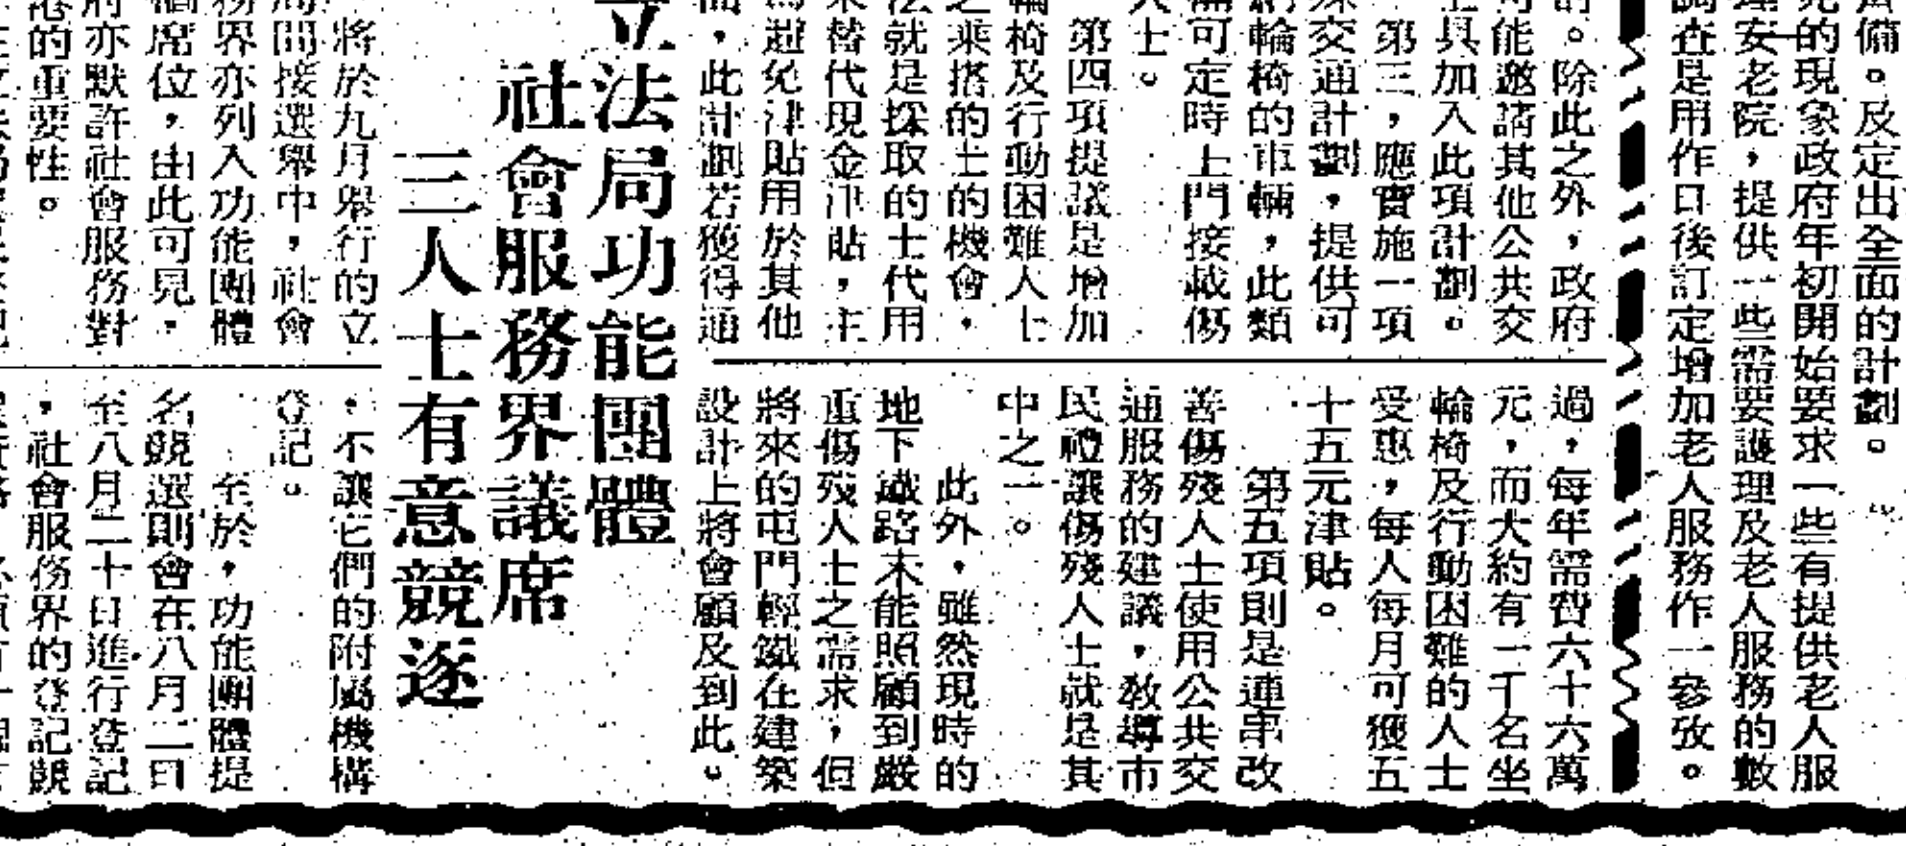 備。及定出全面的計劃。
的現象政府年初開始要求一些有提供老人服
理安老院,提供一些需要護理及老人服務的數
調查是用作日後訂定增加老人服務作一參攷。
。除此之外,政府
可能邀請其他公共交
具加入此項計劃。
第三,應實施一項
殊交通計劃,提供可
輪椅的車輛,此類
需可定時上門接載傷
人士。
第四項提議是增加
輪椅及行動困難人士
之乘搭的士的機會,
法就是採取的士代用
來替代現金津貼,主
為避免津貼用於其他
面,此計劃若獲得通
過,每年需費六十六萬
元,而大約有一千名坐
輪椅及行動困難的人士
受惠,每人每月可獲五
十五元津貼。
第五項則是連串改
善傷殘人士使用公共交
通服務的建議,教導市
民禮讓傷殘人士就是其
中之一。
此外,雖然現時的
地下鐵路未能照顧到嚴
重傷殘人士之需求,但
將來的屯門輕鐵在建築
設計上將會顧及到此。
立法局功能團體
社會服務界議席
三人士有意競逐
將於九月舉行的立
局間接選舉中,社會
務界亦列入功能團體
席位,由此可見,
府亦默許社會服務對
港的重要性。
,不讓它們的附屬機構
登記。
至於,功能團體提
名競選則會在八月二日
至八月二十日進行登記
,社會服務界的登記競